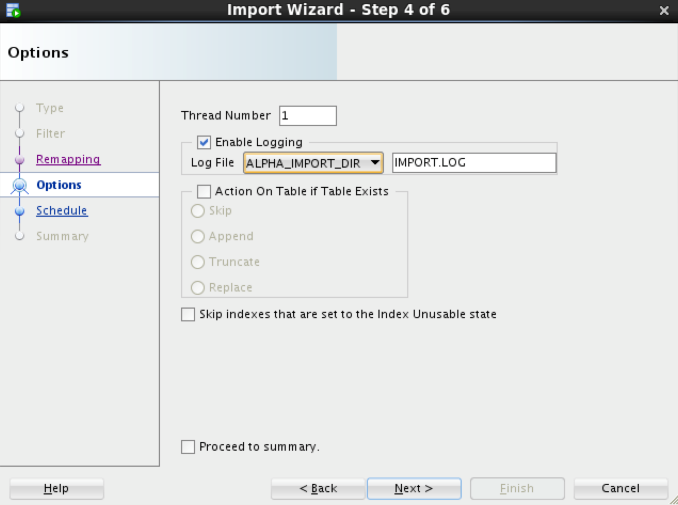 Import Wizard - Step 4 of 6
Options
Type
Filter
Remapping
Options
Schedule
Summary
Thread Number 1
Enable Logging
Log File ALPHA_IMPORT_DIR IMPORT.LOG
Action On Table if Table Exists
Skip
Append
Truncate
Replace
Skip indexes that are set to the Index Unusable state
Proceed to summary.
Help < Back Next > Finish Cancel